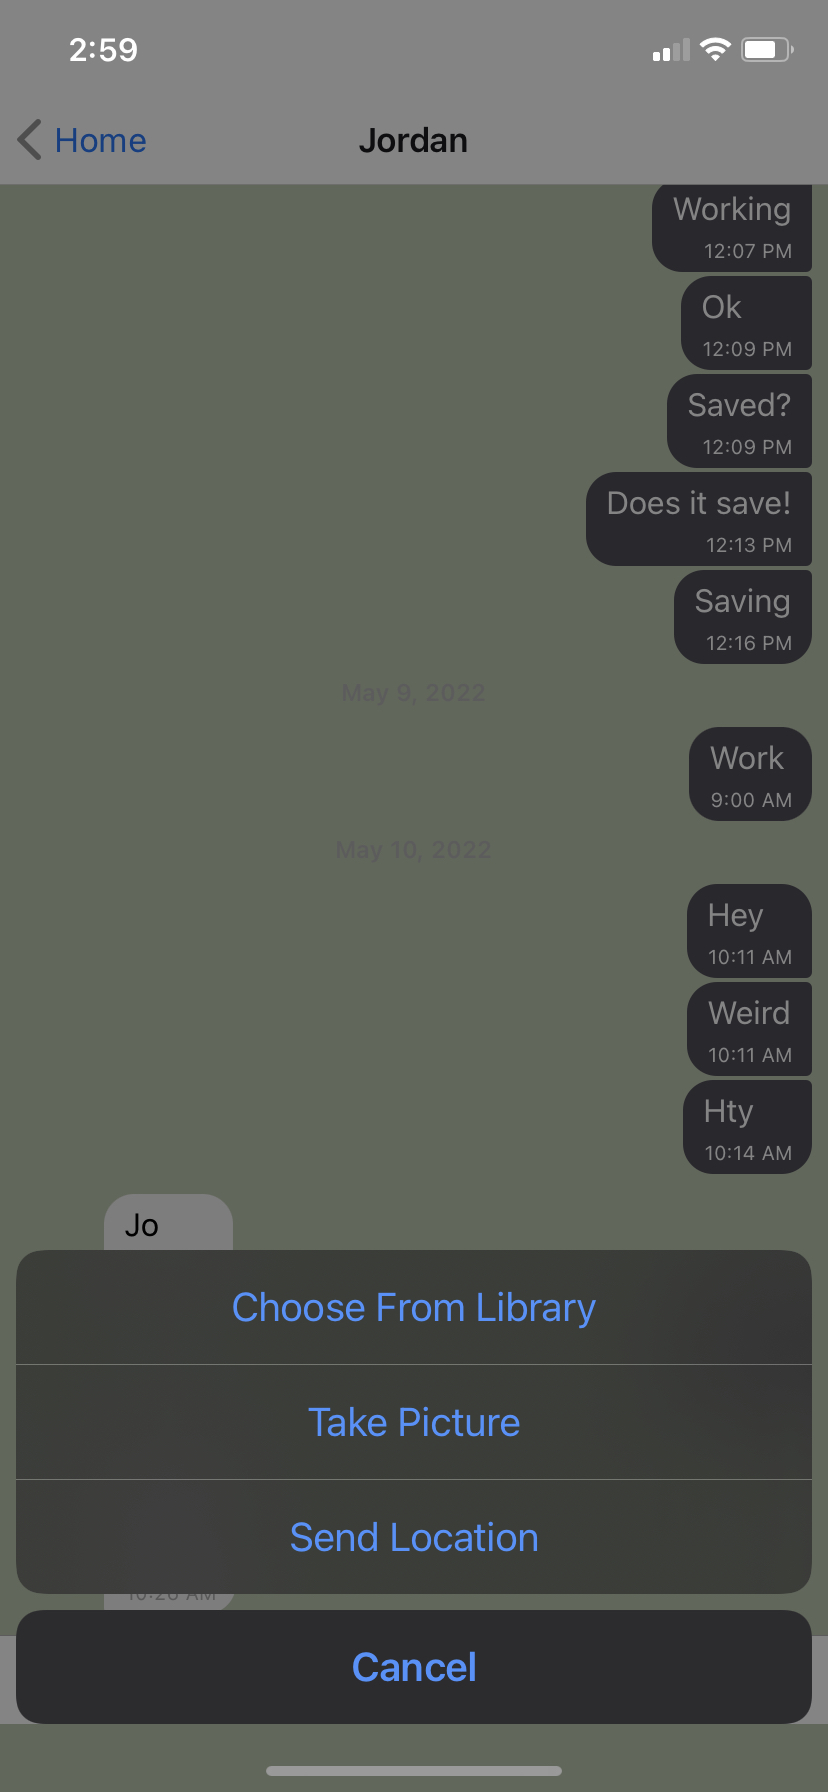 2:59
Home
Jordan
Working
12:07 PM
Ok
12:09 PM
Saved?
12:09 PM
Does it save!
12:13 PM
Saving
12:16 PM
May 9, 2022
Work
9:00 AM
May 10, 2022
Hey
10:11 AM
Weird
10:11 AM
Hty
10:14 AM
Jo
Choose From Library
Take Picture
Send Location
10:28 AM
Cancel